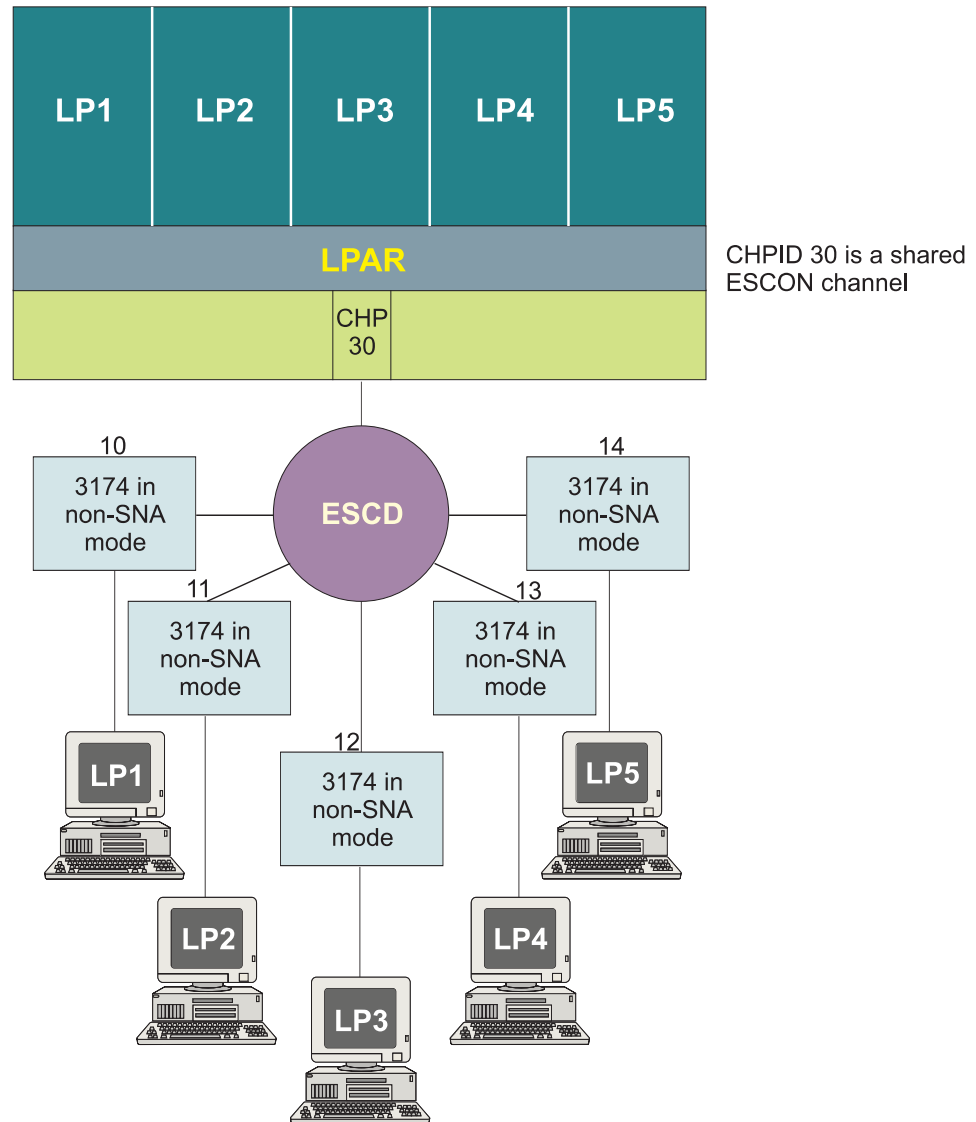 LP1 LP2 LP3 LP4 LP5
LPAR
CHPID 30 is a shared
ESCON channel
CHP
30
ESCD
10
3174 in
non-SNA
mode
14
3174 in
non-SNA
mode
11
3174 in
non-SNA
mode
13
3174 in
non-SNA
mode
12
3174 in
non-SNA
mode
LP1
LP5
LP2
LP4
LP3